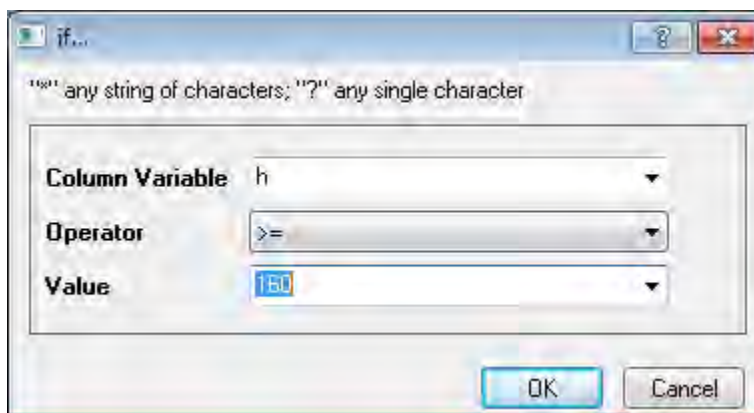 if...
"*" any string of characters; "?" any single character
Column Variable h
Operator >=
Value 160
OK Cancel